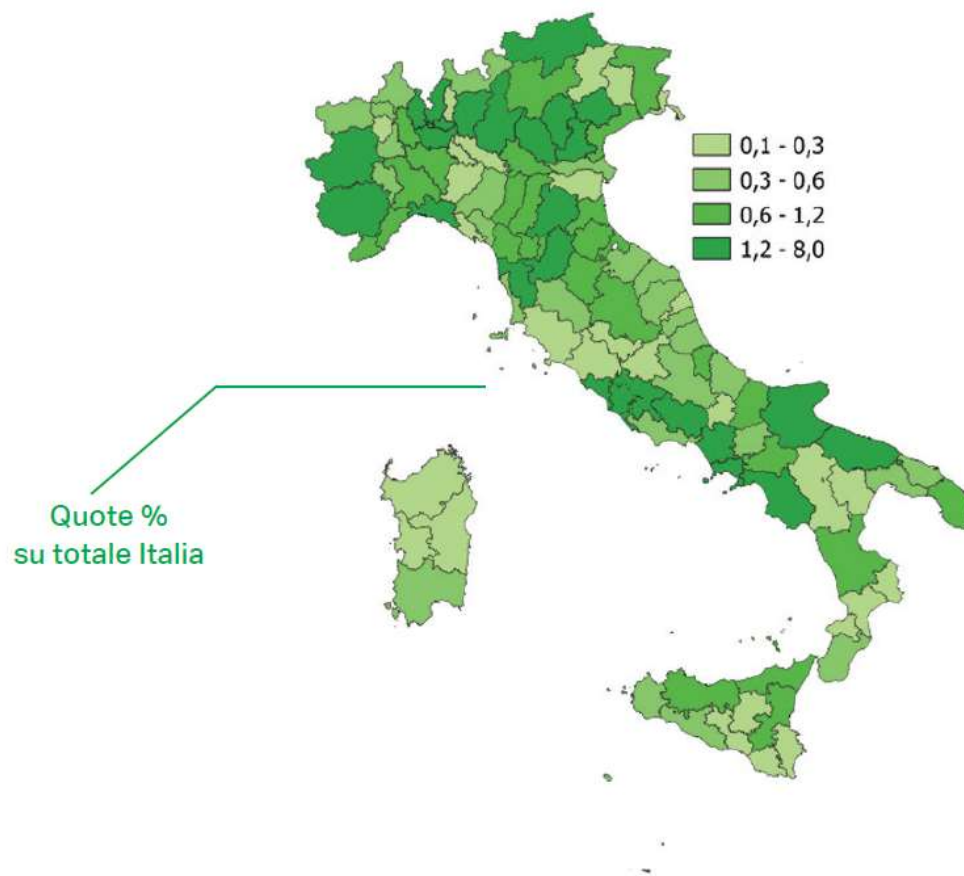 0,1 - 0,3
0,3 - 0,6
0,6 - 1,2
1,2 - 8,0
Quote %
su totale Italia